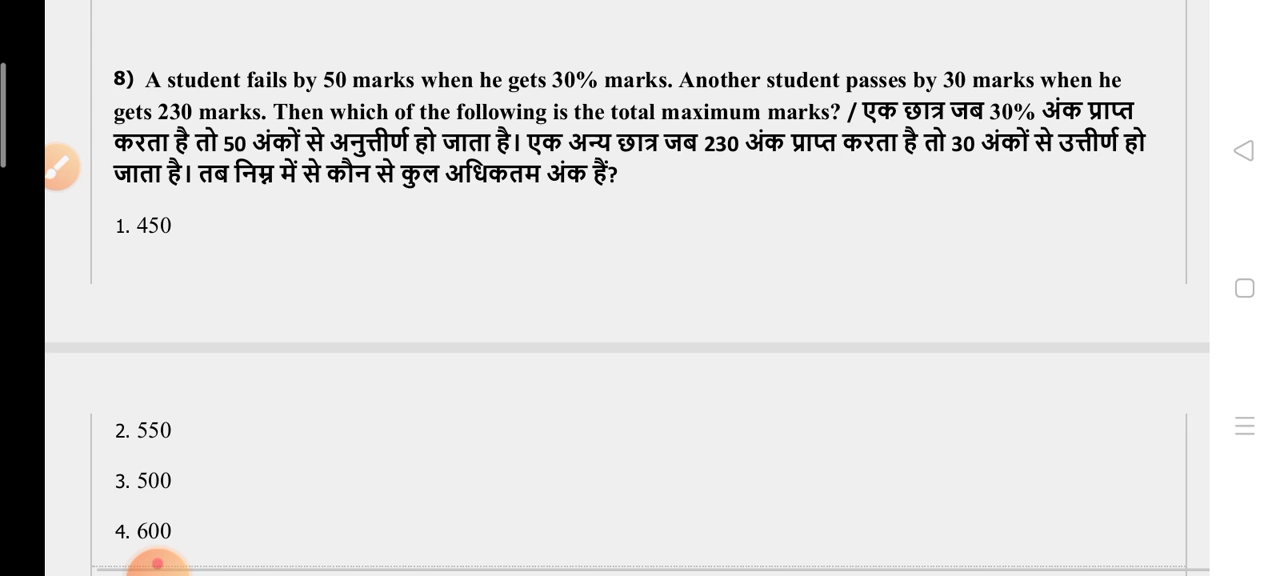 8) A student fails by 50 marks when he gets 30% marks. Another student passes by 30 marks when he
gets 230 marks. Then which of the following is the total maximum marks? / एक छात्र जब 30% अंक प्राप्त
करता है तो 50 अंकों से अनुत्तीर्ण हो जाता है। एक अन्य छात्र जब 230 अंक प्राप्त करता है तो 30 अंकों से उत्तीर्ण हो
जाता है। तब निम्न में से कौन से कुल अधिकतम अंक हैं?
1. 450
2. 550
3. 500
4. 600